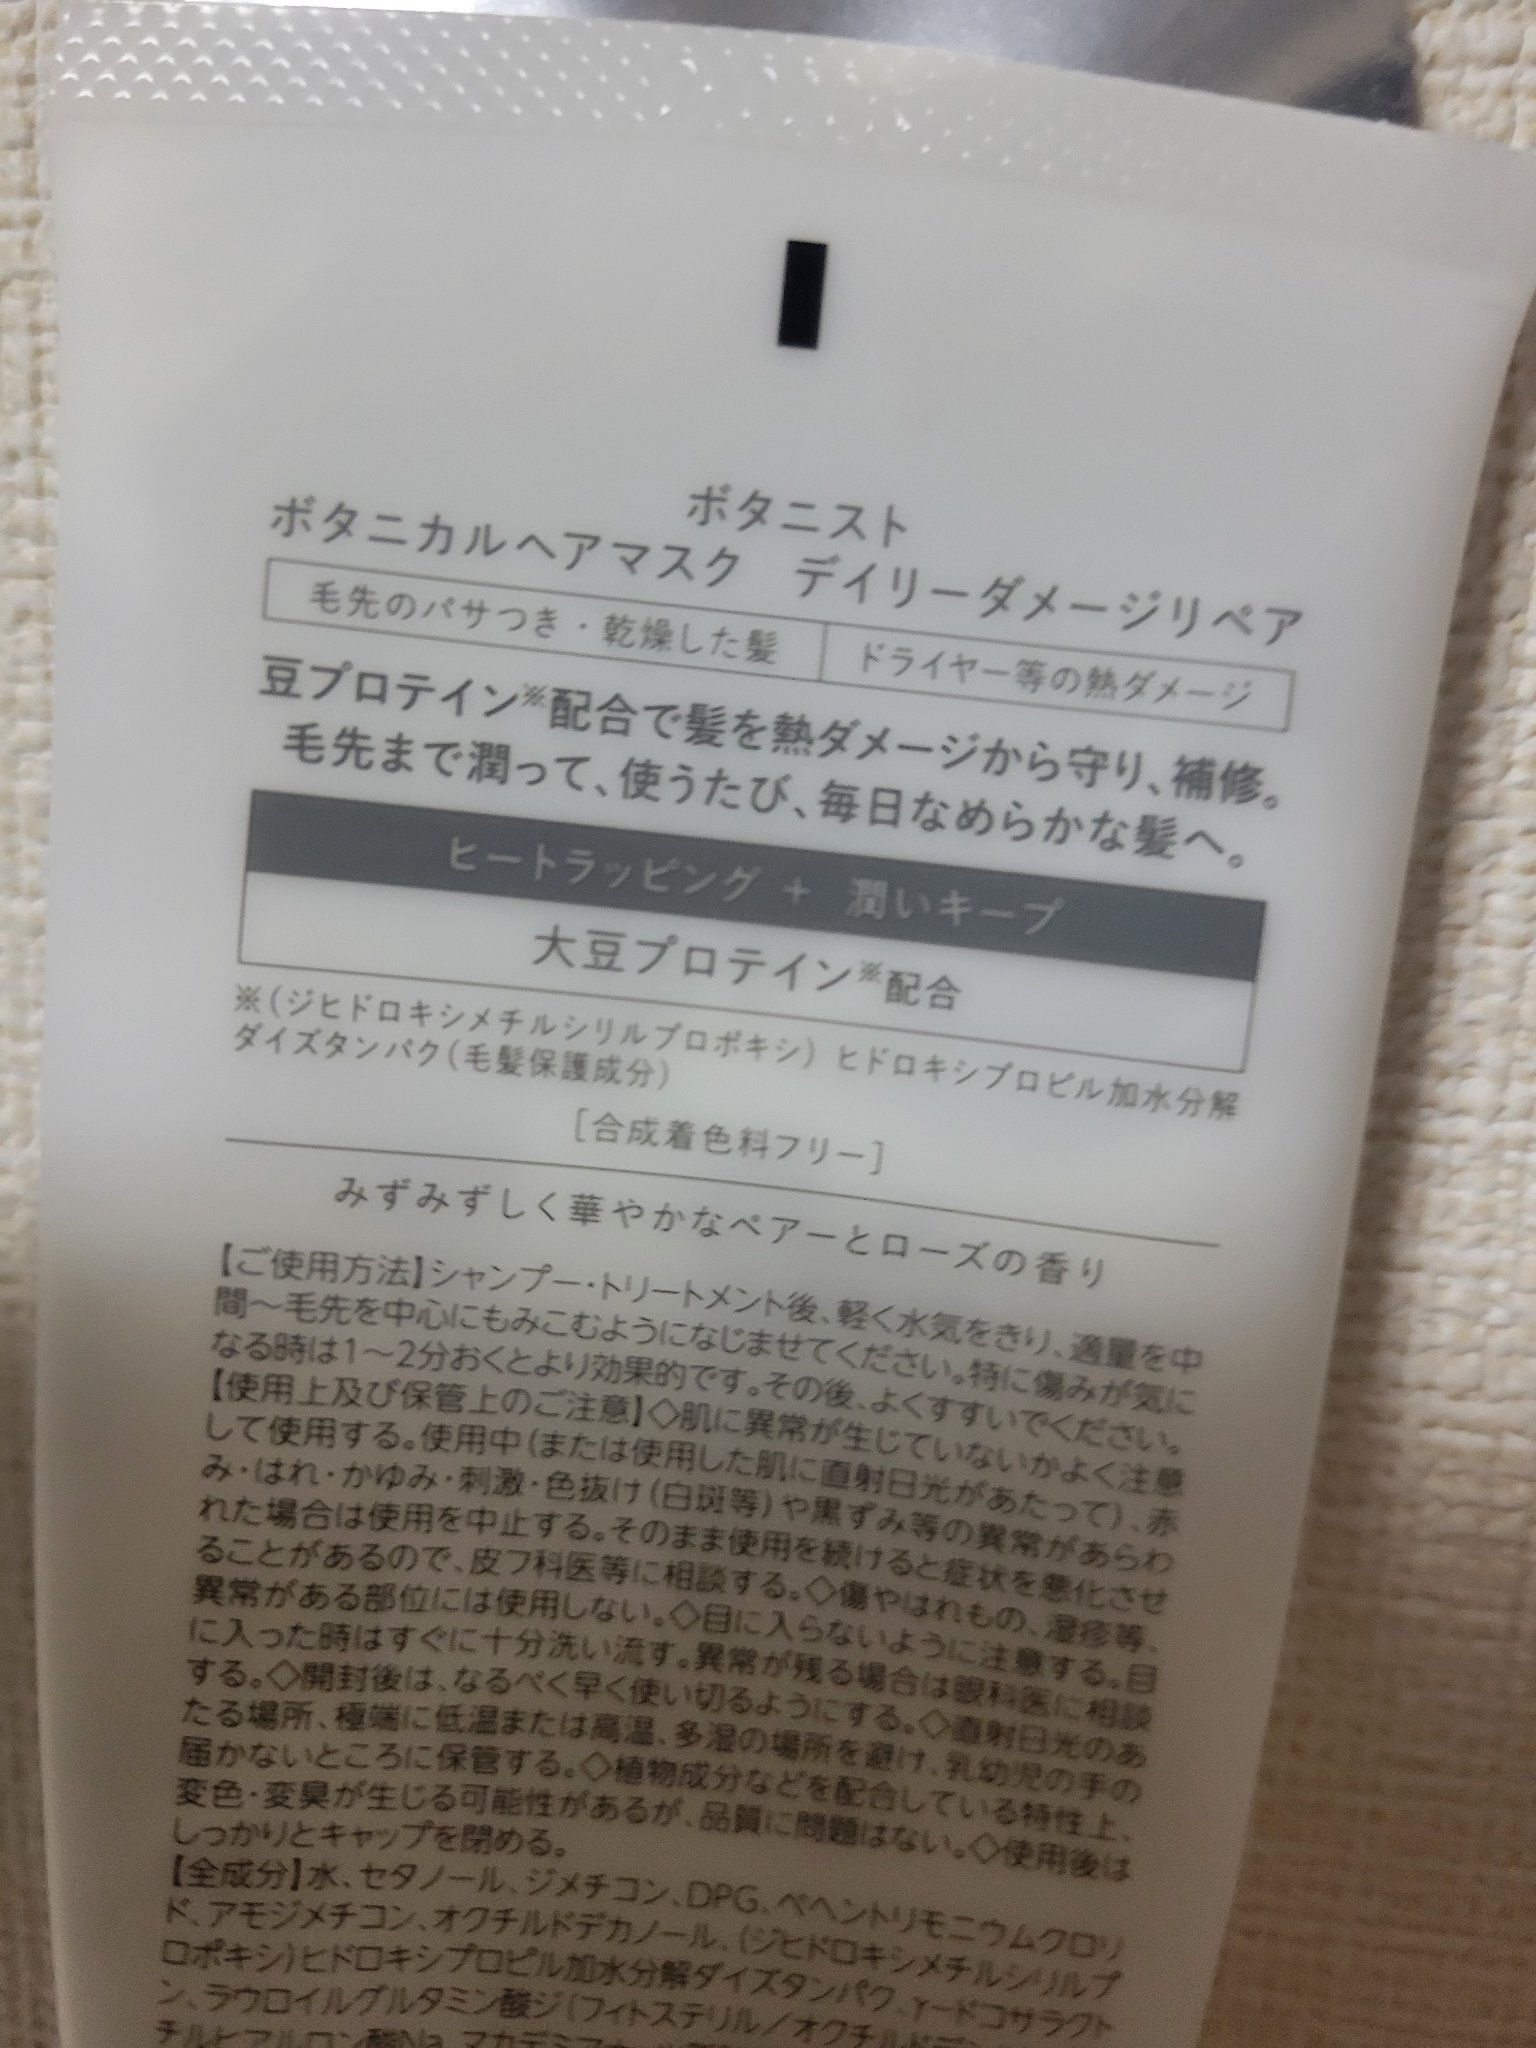 ボタニスト
ボタニカルヘアマスク デイリーダメージリペア
毛先のパサつき・乾燥した髪 ドライヤー等の熱ダメージ
豆プロテイン※配合で髪を熱ダメージから守り、補修。
毛先まで潤って、使うたび、毎日なめらかな髪へ。
ヒートラッピング + 潤いキープ
大豆プロテイン※配合
※(ジヒドロキシメチルシリルプロポキシ) ヒドロキシプロピル加水分解
ダイズタンパク(毛髪保護成分)
[合成着色料フリー]
みずみずしく華やかなペアーとローズの香り
【ご使用方法】シャンプー・トリートメント後、軽く水気をきり、適量を中
間〜毛先を中心にもみこむようになじませてください。特に傷みが気に
なる時は1〜2分おくとより効果的です。その後、よくすすいでください。
【使用上及び保管上のご注意】◇肌に異常が生じていないかよく注意
して使用する。使用中(または使用した肌に直射日光があたって)、赤
み・はれ・かゆみ・刺激・色抜け(白斑等)や黒ずみ等の異常があらわ
れた場合は使用を中止する。そのまま使用を続けると症状を悪化させ
ることがあるので、皮フ科医等に相談する。◇傷やはれもの、湿疹等、
異常がある部位には使用しない。◇目に入らないように注意する。目
に入った時はすぐに十分洗い流す。異常が残る場合は眼科医に相談
する。◇開封後は、なるべく早く使い切るようにする。◇直射日光のあ
たる場所、極端に低温または高温、多湿の場所を避け、乳幼児の手の
届かないところに保管する。◇植物成分などを配合している特性上、
変色・変臭が生じる可能性があるが、品質に問題はない。◇使用後は
しっかりとキャップを閉める。
【全成分】水、セタノール、ジメチコン、DPG、ベヘントリモニウムクロリ
ド、アモジメチコン、オクチルドデカノール、(ジヒドロキシメチルシリルプ
ロポキシ)ヒドロキシプロピル加水分解ダイズタンパク、γ-ドコサラクト
ン、ラウロイルグルタミン酸ジ(フィトステリル/オクチルドデ